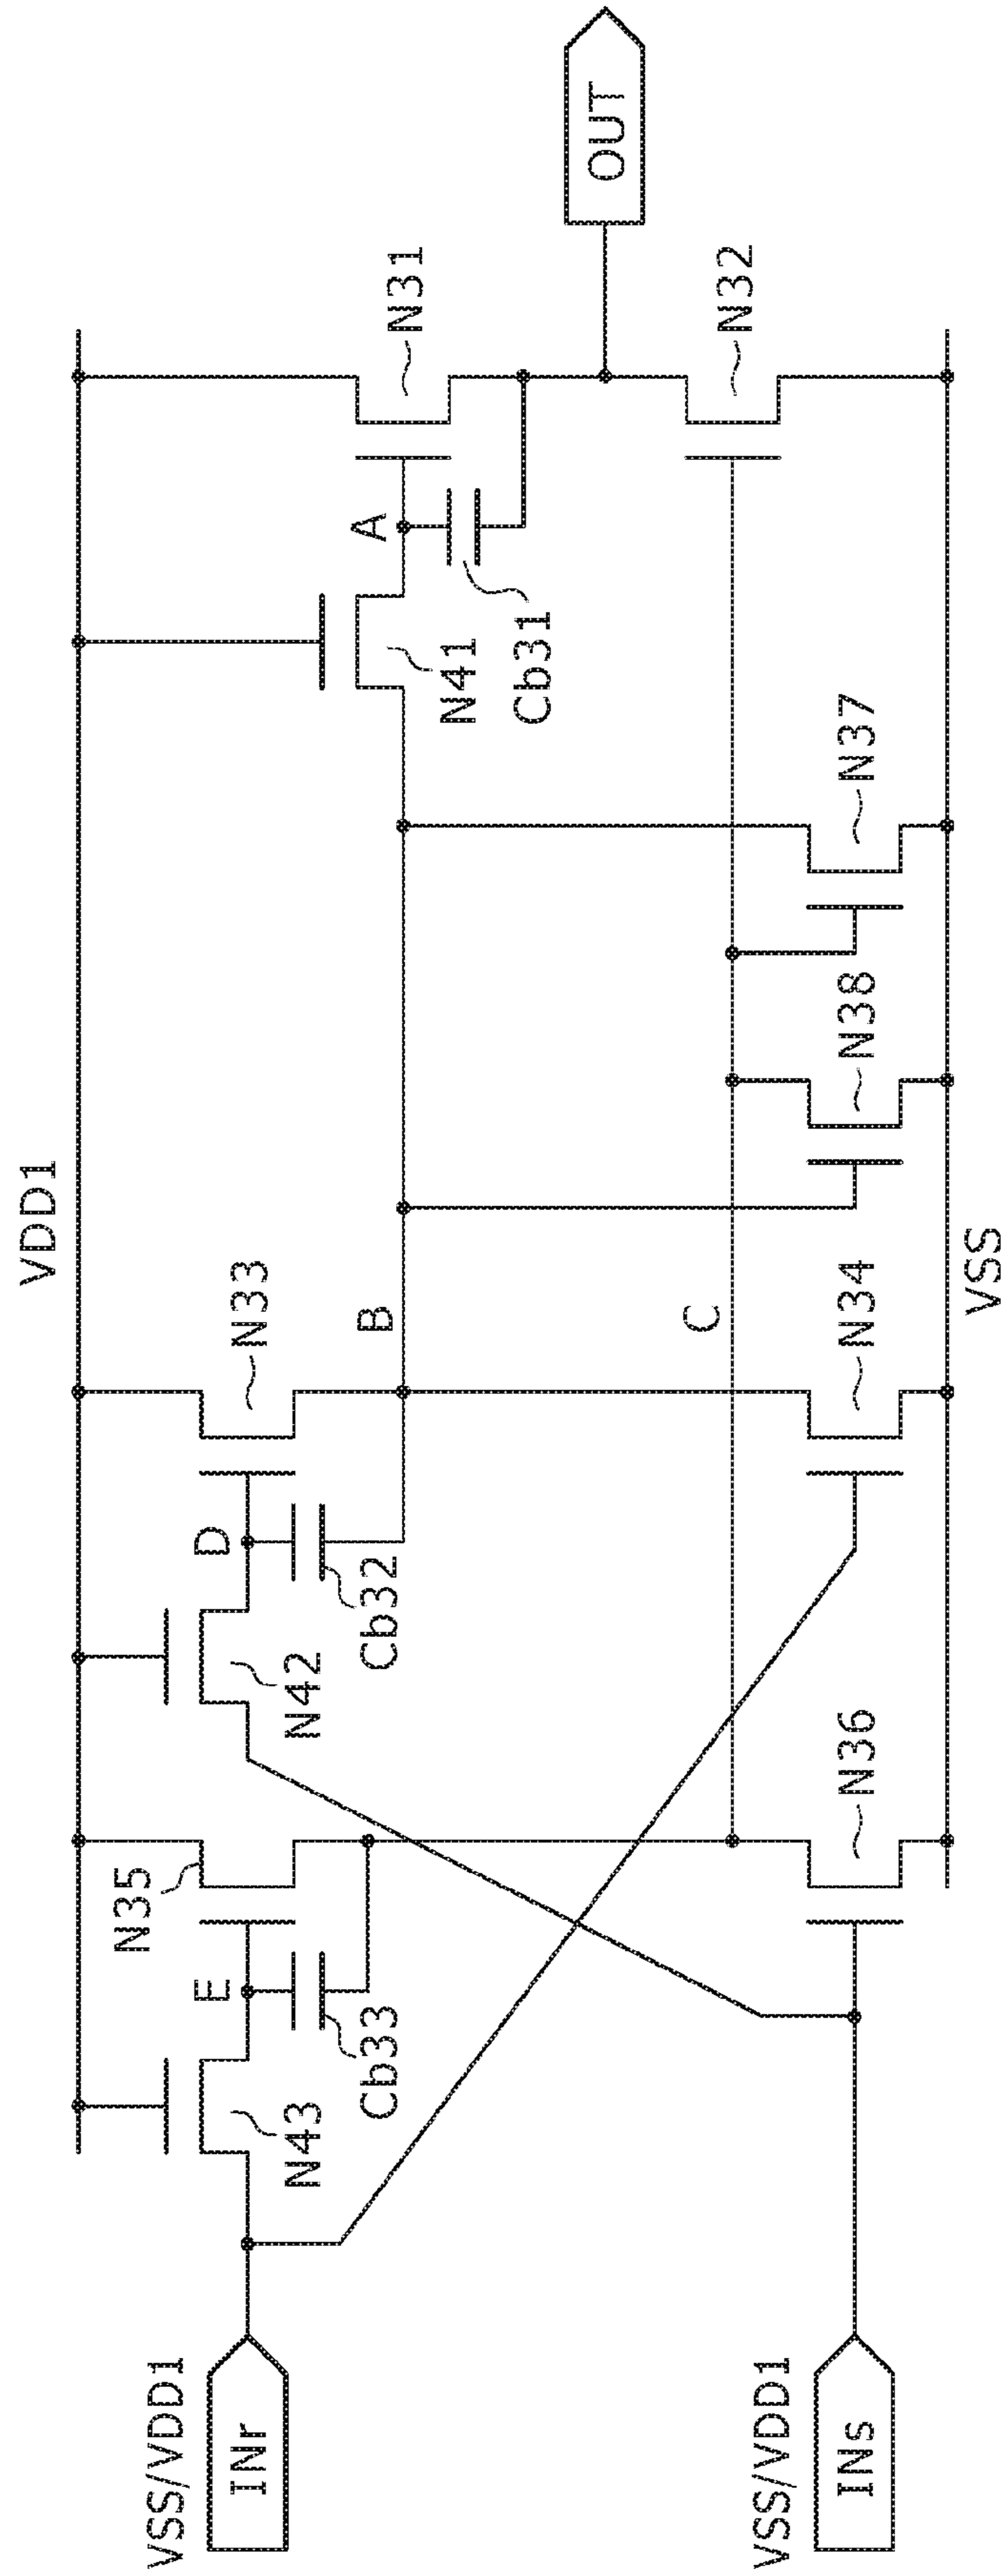 VDD1
N35
N33
E
D
N43
N42
Cb33
Cb32
B
A
N31
N41
Cb31
OUT
C
N32
N36
N34
N38
N37
VSS
VSS/VDD1
INr
VSS/VDD1
INs